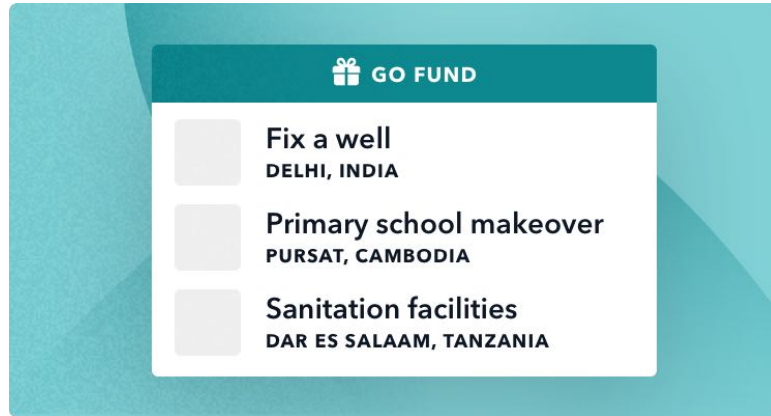 GO FUND
Fix a well
DELHI, INDIA
Primary school makeover
PURSAT, CAMBODIA
Sanitation facilities
DAR ES SALAAM, TANZANIA